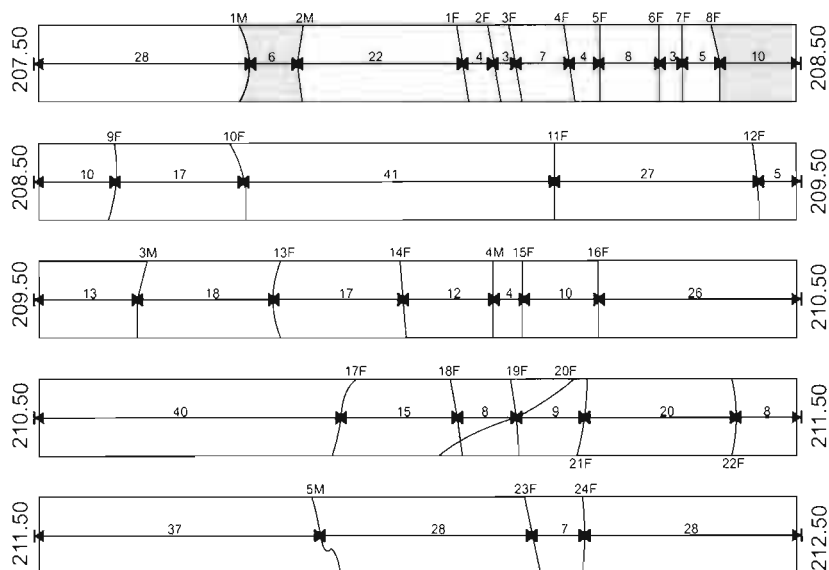 1M 2M 1F 2F 3F 4F 5F 6F 7F 8F
207.50 28 6 22 4 3 7 4 8 3 5 10 208.50
9F 10F 11F 12F
208.50 10 17 41 27 5 209.50
3M 13F 14F 4M 15F 16F
209.50 13 18 17 12 4 10 26 210.50
17F 18F 19F 20F
210.50 40 15 8 9 20 8 211.50
21F 22F
5M 23F 24F
211.50 37 28 7 28 212.50